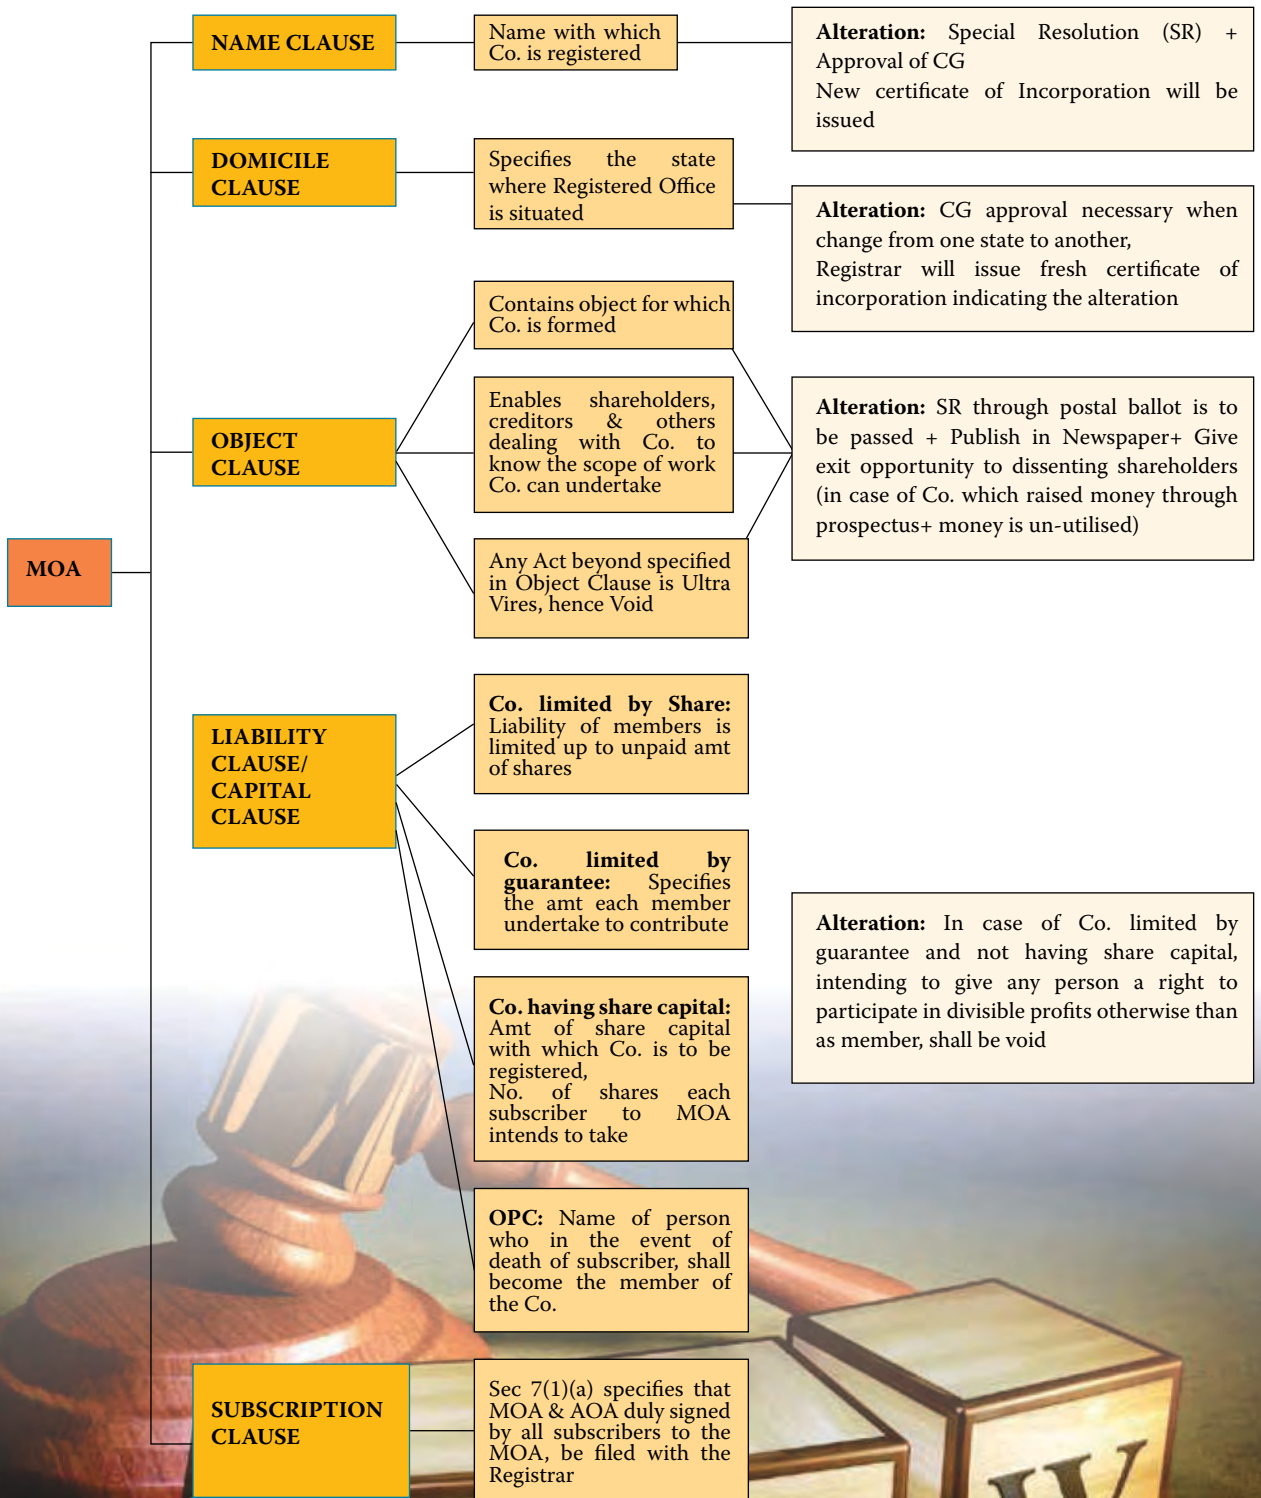 MOA
NAME CLAUSE
Name with which
Co. is registered
Alteration: Special Resolution (SR) +
Approval of CG
New certificate of Incorporation will be
issued
DOMICILE
CLAUSE
Specifies the state
where Registered Office
is situated
Alteration: CG approval necessary when
change from one state to another,
Registrar will issue fresh certificate of
incorporation indicating the alteration
OBJECT
CLAUSE
Contains object for which
Co. is formed
Enables shareholders,
creditors & others
dealing with Co. to
know the scope of work
Co. can undertake
Any Act beyond specified
in Object Clause is Ultra
Vires, hence Void
Alteration: SR through postal ballot is to
be passed + Publish in Newspaper+ Give
exit opportunity to dissenting shareholders
(in case of Co. which raised money through
prospectus+ money is un-utilised)
LIABILITY
CLAUSE/
CAPITAL
CLAUSE
Co. limited by Share:
Liability of members is
limited up to unpaid amt
of shares
Co. limited by
guarantee: Specifies
the amt each member
undertake to contribute
Co. having share capital:
Amt of share capital
with which Co. is to be
registered,
No. of shares each
subscriber to MOA
intends to take
OPC: Name of person
who in the event of
death of subscriber, shall
become the member of
the Co.
Alteration: In case of Co. limited by
guarantee and not having share capital,
intending to give any person a right to
participate in divisible profits otherwise than
as member, shall be void
SUBSCRIPTION
CLAUSE
Sec 7(1)(a) specifies that
MOA & AOA duly signed
by all subscribers to the
MOA, be filed with the
Registrar
W